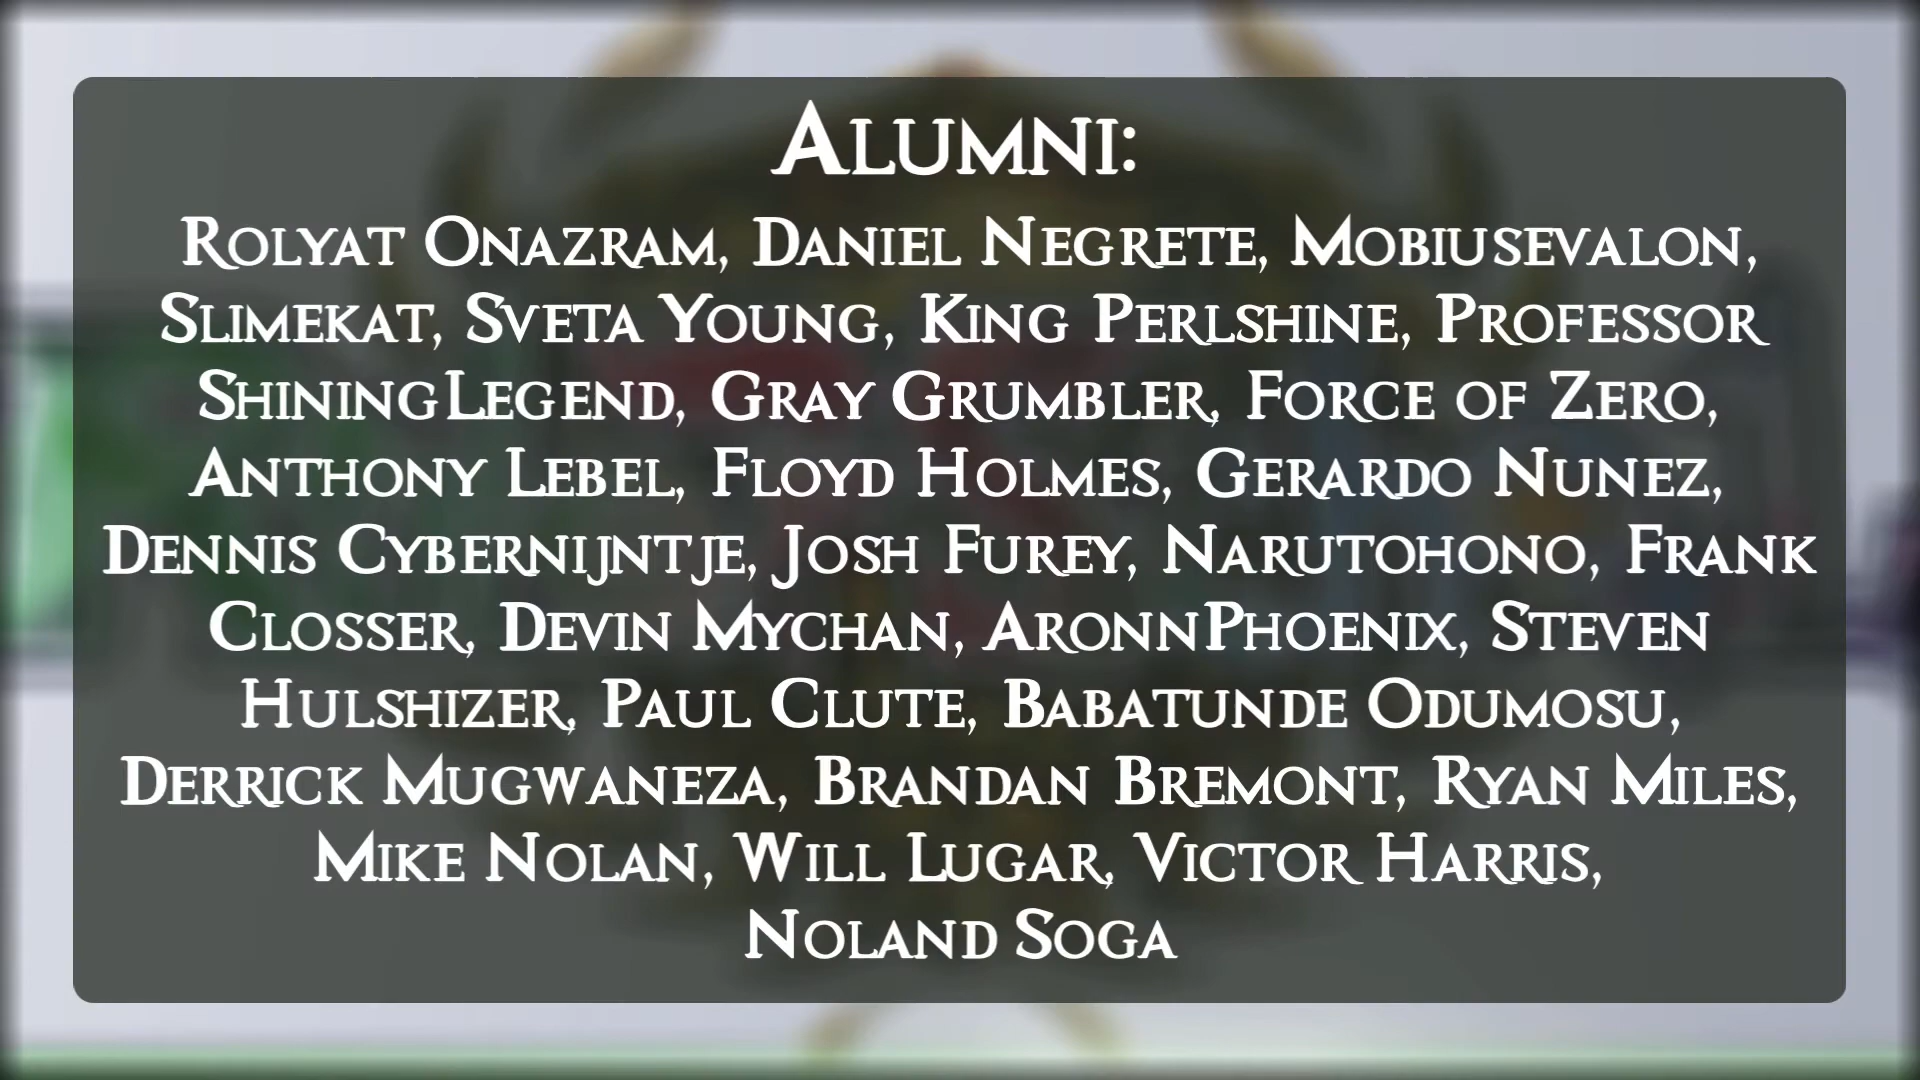 Alumni:
Rolyat Onazram, Daniel Negrete, Mobiusevalon,
Slimekat, Sveta Young, King Perlshine, Professor
ShiningLegend, Gray Grumbler, Force of Zero,
Anthony Lebel, Floyd Holmes, Gerardo Nunez,
Dennis Cybernijntje, Josh Furey, Narutohono, Frank
Closser, Devin Mychan, AronnPhoenix, Steven
Hulshizer, Paul Clute, Babatunde Odumosu,
Derrick Mugwaneza, Brandan Bremont, Ryan Miles,
Mike Nolan, Will Lugar, Victor Harris,
Noland Soga